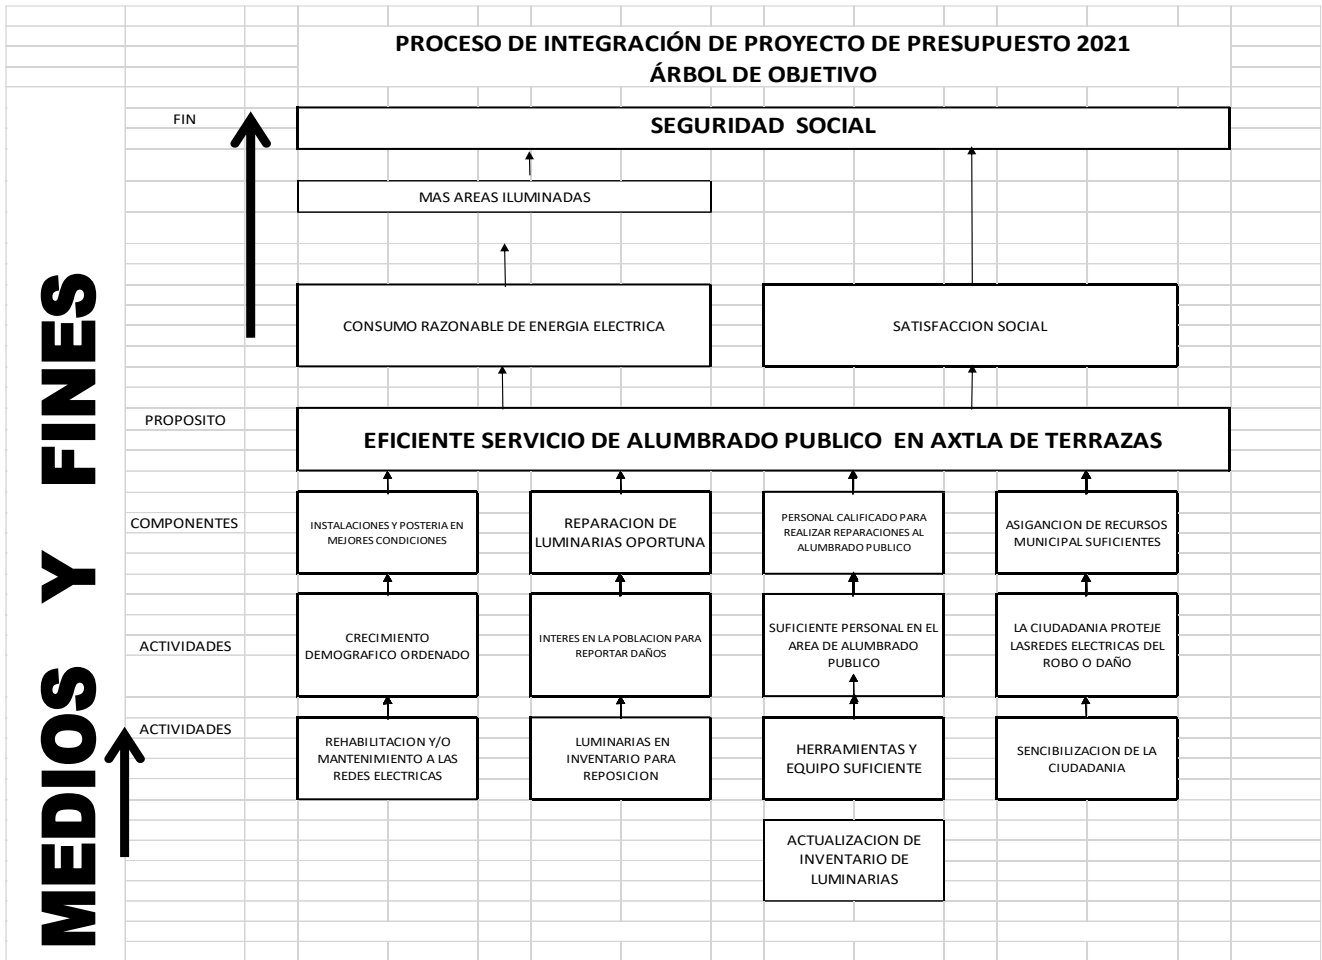 PROCESO DE INTEGRACIÓN DE PROYECTO DE PRESUPUESTO 2021
ÁRBOL DE OBJETIVO
FIN
SEGURIDAD SOCIAL
MAS AREAS ILUMINADAS
CONSUMO RAZONABLE DE ENERGIA ELECTRICA
SATISFACCION SOCIAL
PROPOSITO
EFICIENTE SERVICIO DE ALUMBRADO PUBLICO EN AXTLA DE TERRAZAS
COMPONENTES
INSTALACIONES Y POSTERIA EN
MEJORES CONDICIONES
REPARACION DE
LUMINARIAS OPORTUNA
PERSONAL CALIFICADO PARA
REALIZAR REPARACIONES AL
ALUMBRADO PUBLICO
ASIGANCION DE RECURSOS
MUNICIPAL SUFICIENTES
ACTIVIDADES
CRECIMIENTO
DEMOGRAFICO ORDENADO
INTERES EN LA POBLACION PARA
REPORTAR DAÑOS
SUFICIENTE PERSONAL EN EL
AREA DE ALUMBRADO
PUBLICO
LA CIUDADANIA PROTEJE
LASREDES ELECTRICAS DEL
ROBO O DAÑO
ACTIVIDADES
REHABILITACION Y/O
MANTENIMIENTO A LAS
REDES ELECTRICAS
LUMINARIAS EN
INVENTARIO PARA
REPOSICION
HERRAMIENTAS Y
EQUIPO SUFICIENTE
SENCIBILIZACION DE LA
CIUDADANIA
ACTUALIZACION DE
INVENTARIO DE
LUMINARIAS
MEDIOS Y FINES